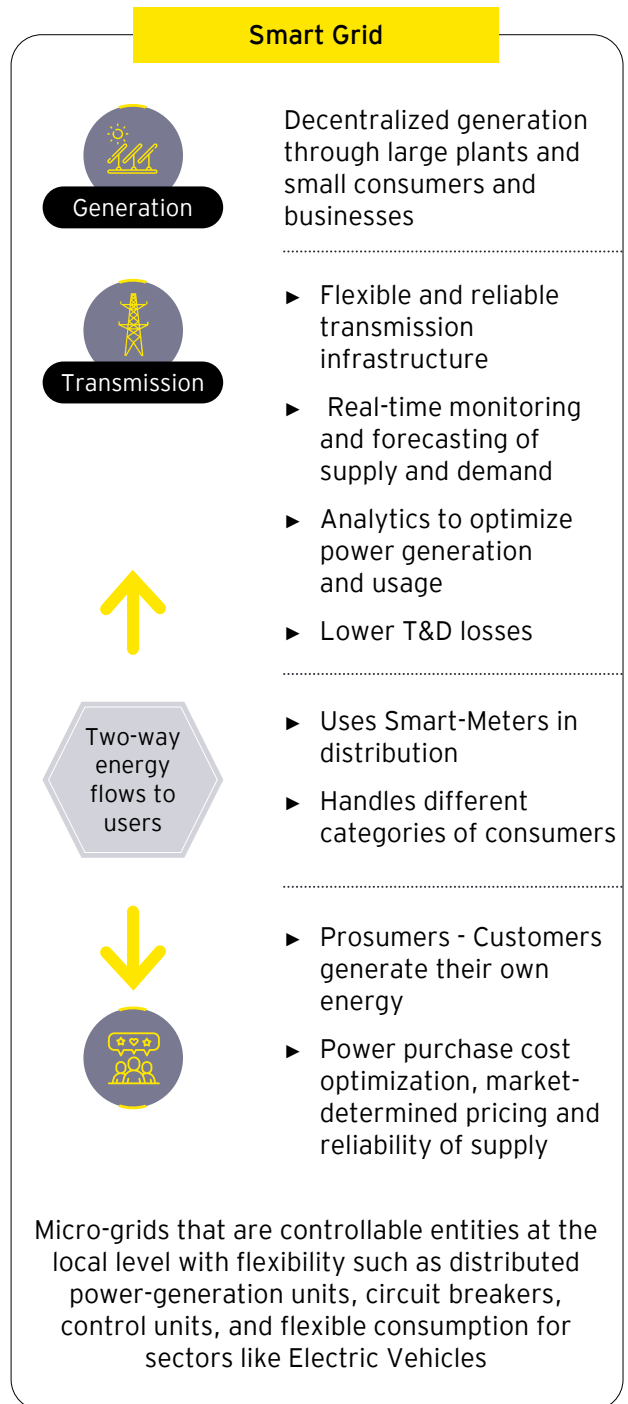 Smart Grid
Generation
Decentralized generation
through large plants and
small consumers and
businesses
Transmission
► Flexible and reliable
transmission
infrastructure
► Real-time monitoring
and forecasting of
supply and demand
► Analytics to optimize
power generation
and usage
► Lower T&D losses
Two-way
energy
flows to
users
► Uses Smart-Meters in
distribution
► Handles different
categories of consumers
► Prosumers - Customers
generate their own
energy
► Power purchase cost
optimization, market-
determined pricing and
reliability of supply
Micro-grids that are controllable entities at the
local level with flexibility such as distributed
power-generation units, circuit breakers,
control units, and flexible consumption for
sectors like Electric Vehicles